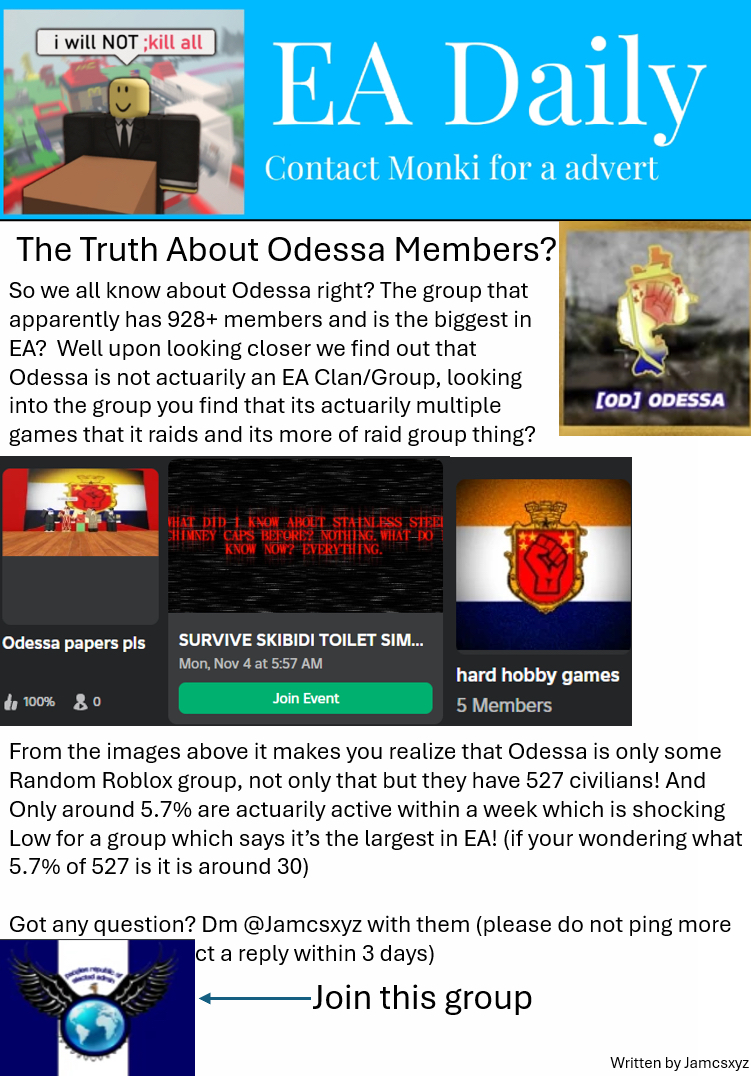 i will NOT ;kill all
EA Daily
Contact Monki for a advert
The Truth About Odessa Members?
So we all know about Odessa right? The group that
apparently has 928+ members and is the biggest in
EA?  Well upon looking closer we find out that
Odessa is not actuarily an EA Clan/Group, looking
into the group you find that its actuarily multiple
games that it raids and its more of raid group thing?
[OD] ODESSA
WHAT DID I KNOW ABOUT STAINLESS STEEL
CHIMNEY CAPS BEFORE? NOTHING. WHAT DO I
KNOW NOW? EVERYTHING.
Odessa papers pls
100% 0
SURVIVE SKIBIDI TOILET SIM...
Mon, Nov 4 at 5:57 AM
Join Event
hard hobby games
5 Members
From the images above it makes you realize that Odessa is only some
Random Roblox group, not only that but they have 527 civilians! And
Only around 5.7% are actuarily active within a week which is shocking
Low for a group which says it’s the largest in EA! (if your wondering what
5.7% of 527 is it is around 30)
Got any question? Dm @Jamcsxyz with them (please do not ping more
ct a reply within 3 days)
peoples republic of
elected admin
Join this group
Written by Jamcsxyz